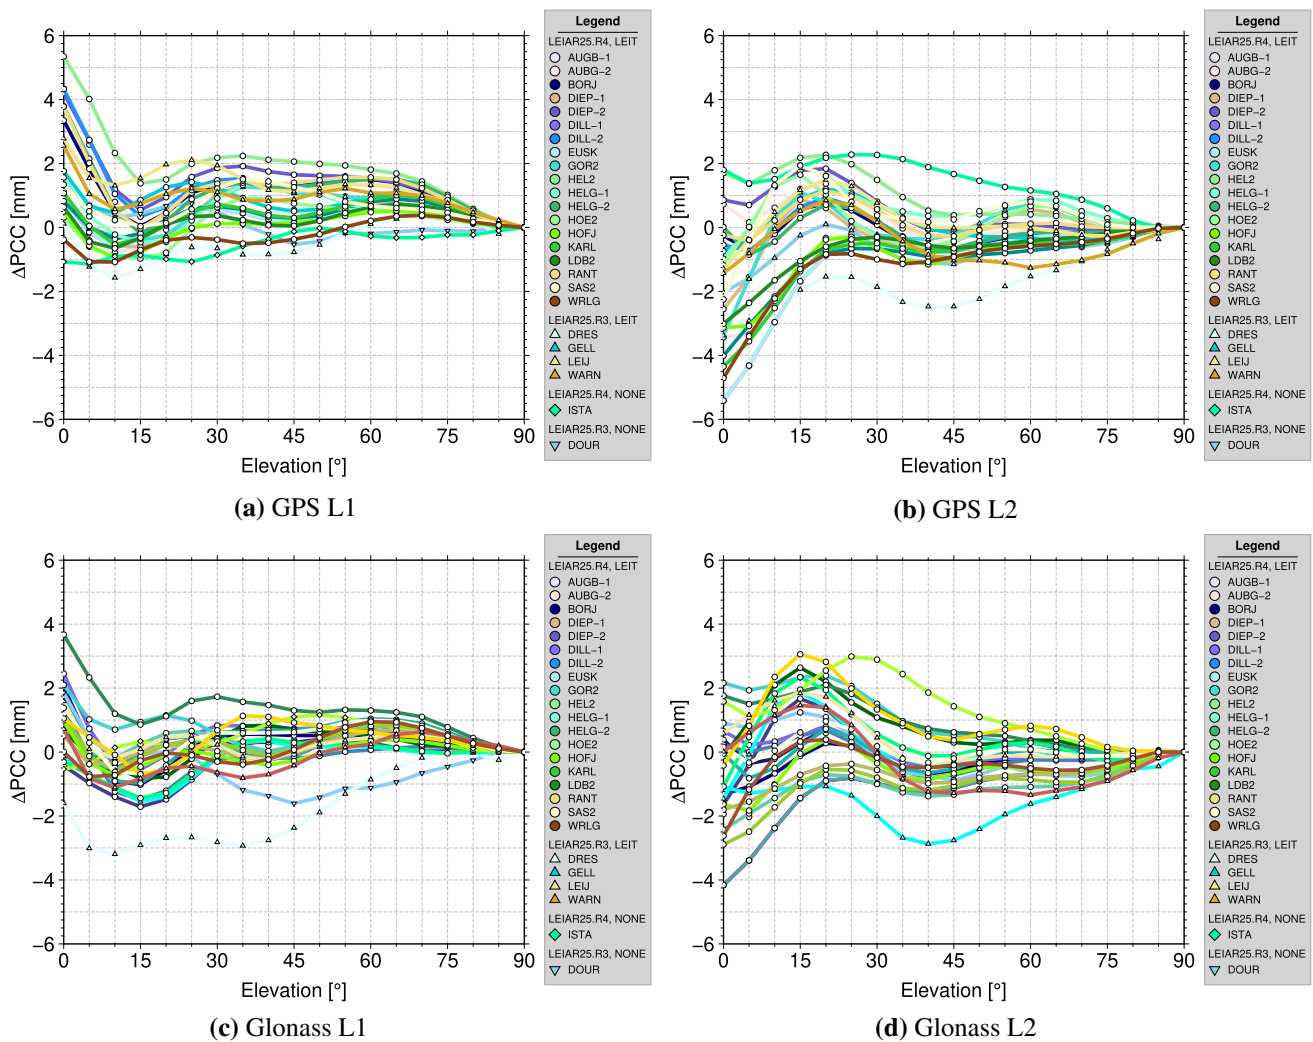 Legend
LEIAR25.R4, LEIT
AUGB−1
AUBG−2
BORJ
DIEP−1
DIEP−2
DILL−1
DILL−2
EUSK
GOR2
HEL2
HELG−1
HELG−2
HOE2
HOFJ
KARL
LDB2
RANT
SAS2
WRLG
LEIAR25.R3, LEIT
DRES
GELL
LEIJ
WARN
LEIAR25.R4, NONE
ISTA
LEIAR25.R3, NONE
DOUR
6
4
2
0
−2
−4
−6
ΔPCC [mm]
0 15 30 45 60 75 90
Elevation [°]
(a) GPS L1
Legend
LEIAR25.R4, LEIT
AUGB−1
AUBG−2
BORJ
DIEP−1
DIEP−2
DILL−1
DILL−2
EUSK
GOR2
HEL2
HELG−1
HELG−2
HOE2
HOFJ
KARL
LDB2
RANT
SAS2
WRLG
LEIAR25.R3, LEIT
DRES
GELL
LEIJ
WARN
LEIAR25.R4, NONE
ISTA
LEIAR25.R3, NONE
DOUR
6
4
2
0
−2
−4
−6
ΔPCC [mm]
0 15 30 45 60 75 90
Elevation [°]
(b) GPS L2
Legend
LEIAR25.R4, LEIT
AUGB−1
AUBG−2
BORJ
DIEP−1
DIEP−2
DILL−1
DILL−2
EUSK
GOR2
HEL2
HELG−1
HELG−2
HOE2
HOFJ
KARL
LDB2
RANT
SAS2
WRLG
LEIAR25.R3, LEIT
DRES
GELL
LEIJ
WARN
LEIAR25.R4, NONE
ISTA
LEIAR25.R3, NONE
DOUR
6
4
2
0
−2
−4
−6
ΔPCC [mm]
0 15 30 45 60 75 90
Elevation [°]
(c) Glonass L1
Legend
LEIAR25.R4, LEIT
AUGB−1
AUBG−2
BORJ
DIEP−1
DIEP−2
DILL−1
DILL−2
EUSK
GOR2
HEL2
HELG−1
HELG−2
HOE2
HOFJ
KARL
LDB2
RANT
SAS2
WRLG
LEIAR25.R3, LEIT
DRES
GELL
LEIJ
WARN
LEIAR25.R4, NONE
ISTA
LEIAR25.R3, NONE
DOUR
6
4
2
0
−2
−4
−6
ΔPCC [mm]
0 15 30 45 60 75 90
Elevation [°]
(d) Glonass L2